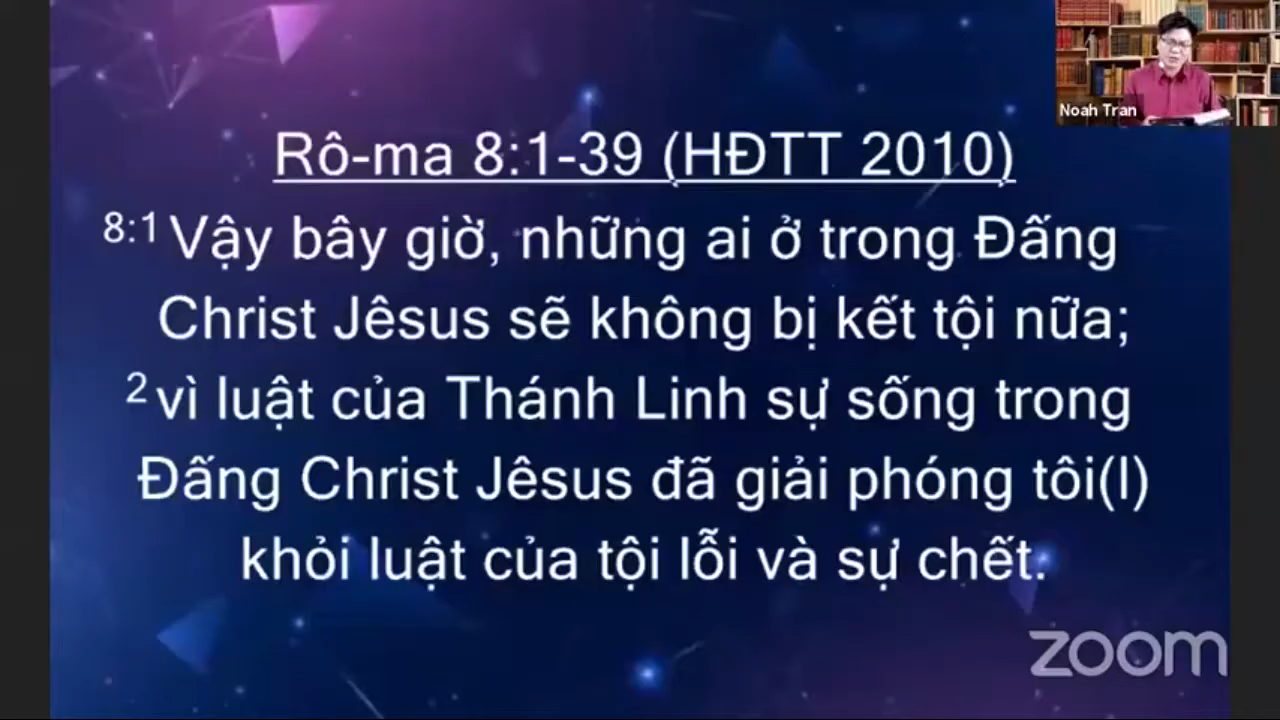 Noah Tran
Rô-ma 8:1-39 (HĐTT 2010)
8:1 Vậy bây giờ, những ai ở trong Đấng
Christ Jêsus sẽ không bị kết tội nữa;
2 vì luật của Thánh Linh sự sống trong
Đấng Christ Jêsus đã giải phóng tôi(l)
khỏi luật của tội lỗi và sự chết.
zoom